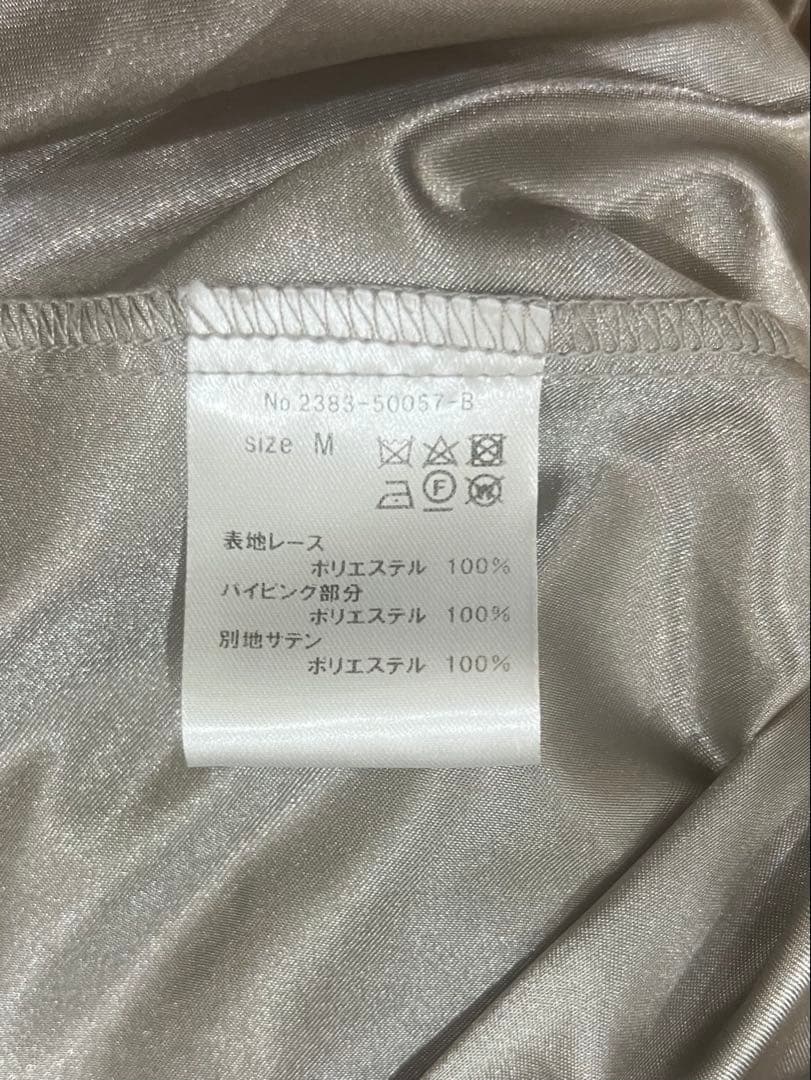 No.2383-50057-B
size M
F
W
表地レース
ポリエステル 100%
パイピング部分
ポリエステル 100%
別地サテン
ポリエステル 100%